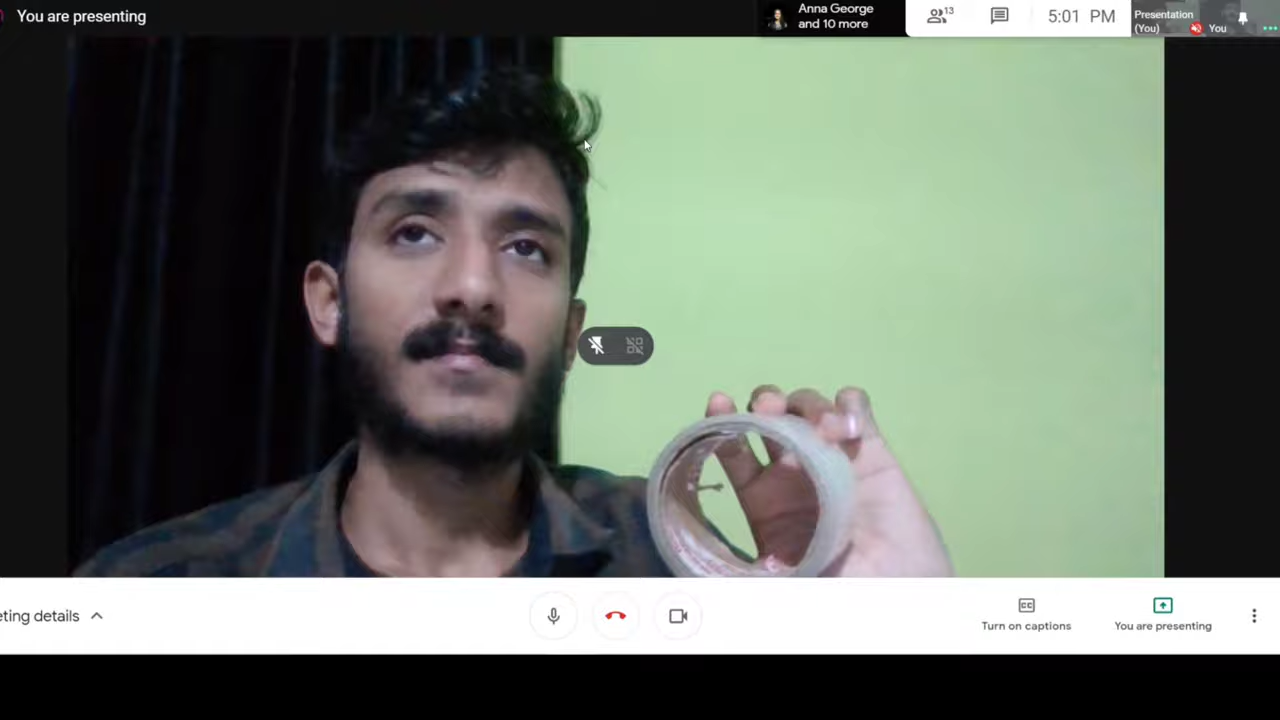 You are presenting
Anna George
and 10 more
13
5:01 PM
Presentation
(You)
You
eting details
CC
Turn on captions
You are presenting